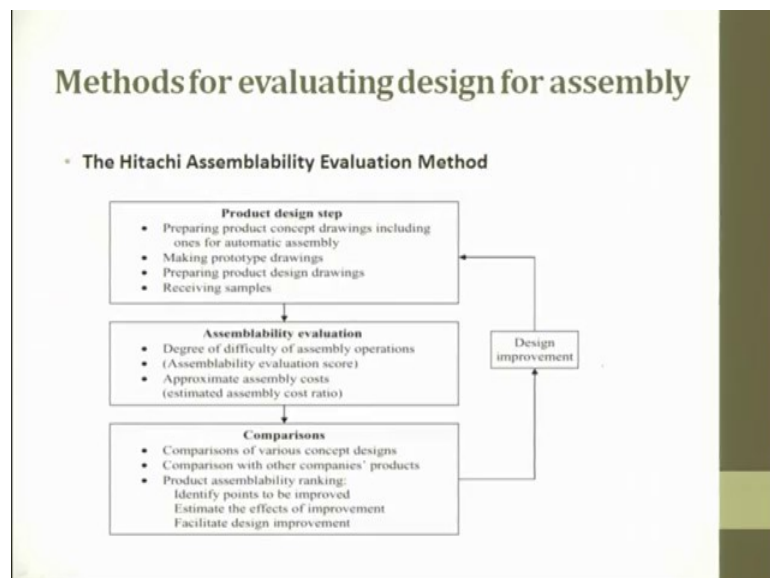 Methods for evaluating design for assembly
• The Hitachi Assemblability Evaluation Method
Product design step
• Preparing product concept drawings including
ones for automatic assembly
• Making prototype drawings
• Preparing product design drawings
• Receiving samples
Assemblability evaluation
• Degree of difficulty of assembly operations
• (Assemblability evaluation score)
• Approximate assembly costs
(estimated assembly cost ratio)
Comparisons
• Comparisons of various concept designs
• Comparison with other companies' products
• Product assemblability ranking:
Identify points to be improved
Estimate the effects of improvement
Facilitate design improvement
Design
improvement